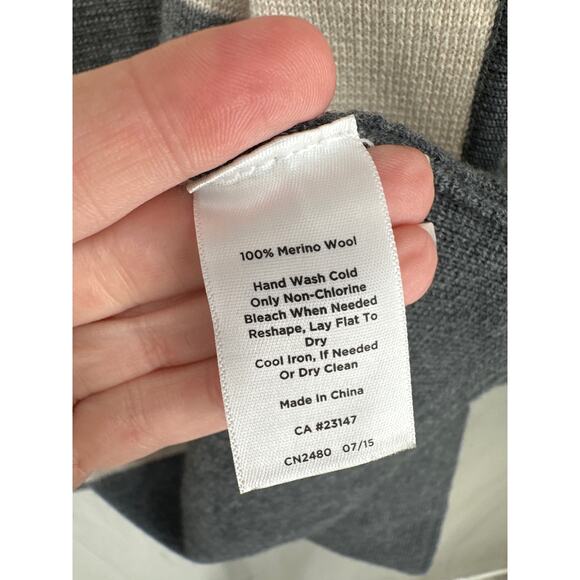 100% Merino Wool
Hand Wash Cold
Only Non-Chlorine
Bleach When Needed
Reshape, Lay Flat To
Dry
Cool Iron, If Needed
Or Dry Clean
Made In China
CA #23147
CN2480 07/15